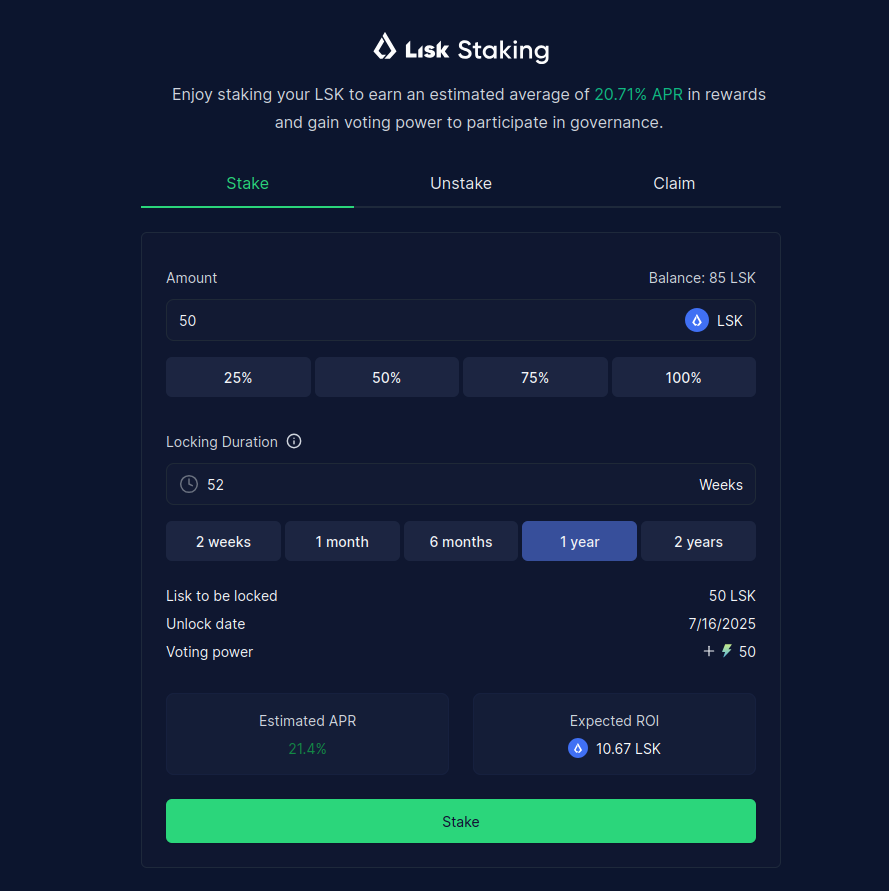 Lısk Staking
Enjoy staking your LSK to earn an estimated average of 20.71% APR in rewards
and gain voting power to participate in governance.
Stake Unstake Claim
Amount Balance: 85 LSK
50 LSK
25% 50% 75% 100%
Locking Duration
52 Weeks
2 weeks 1 month 6 months 1 year 2 years
Lisk to be locked 50 LSK
Unlock date 7/16/2025
Voting power + 50
Estimated APR Expected ROI
21.4% 10.67 LSK
Stake